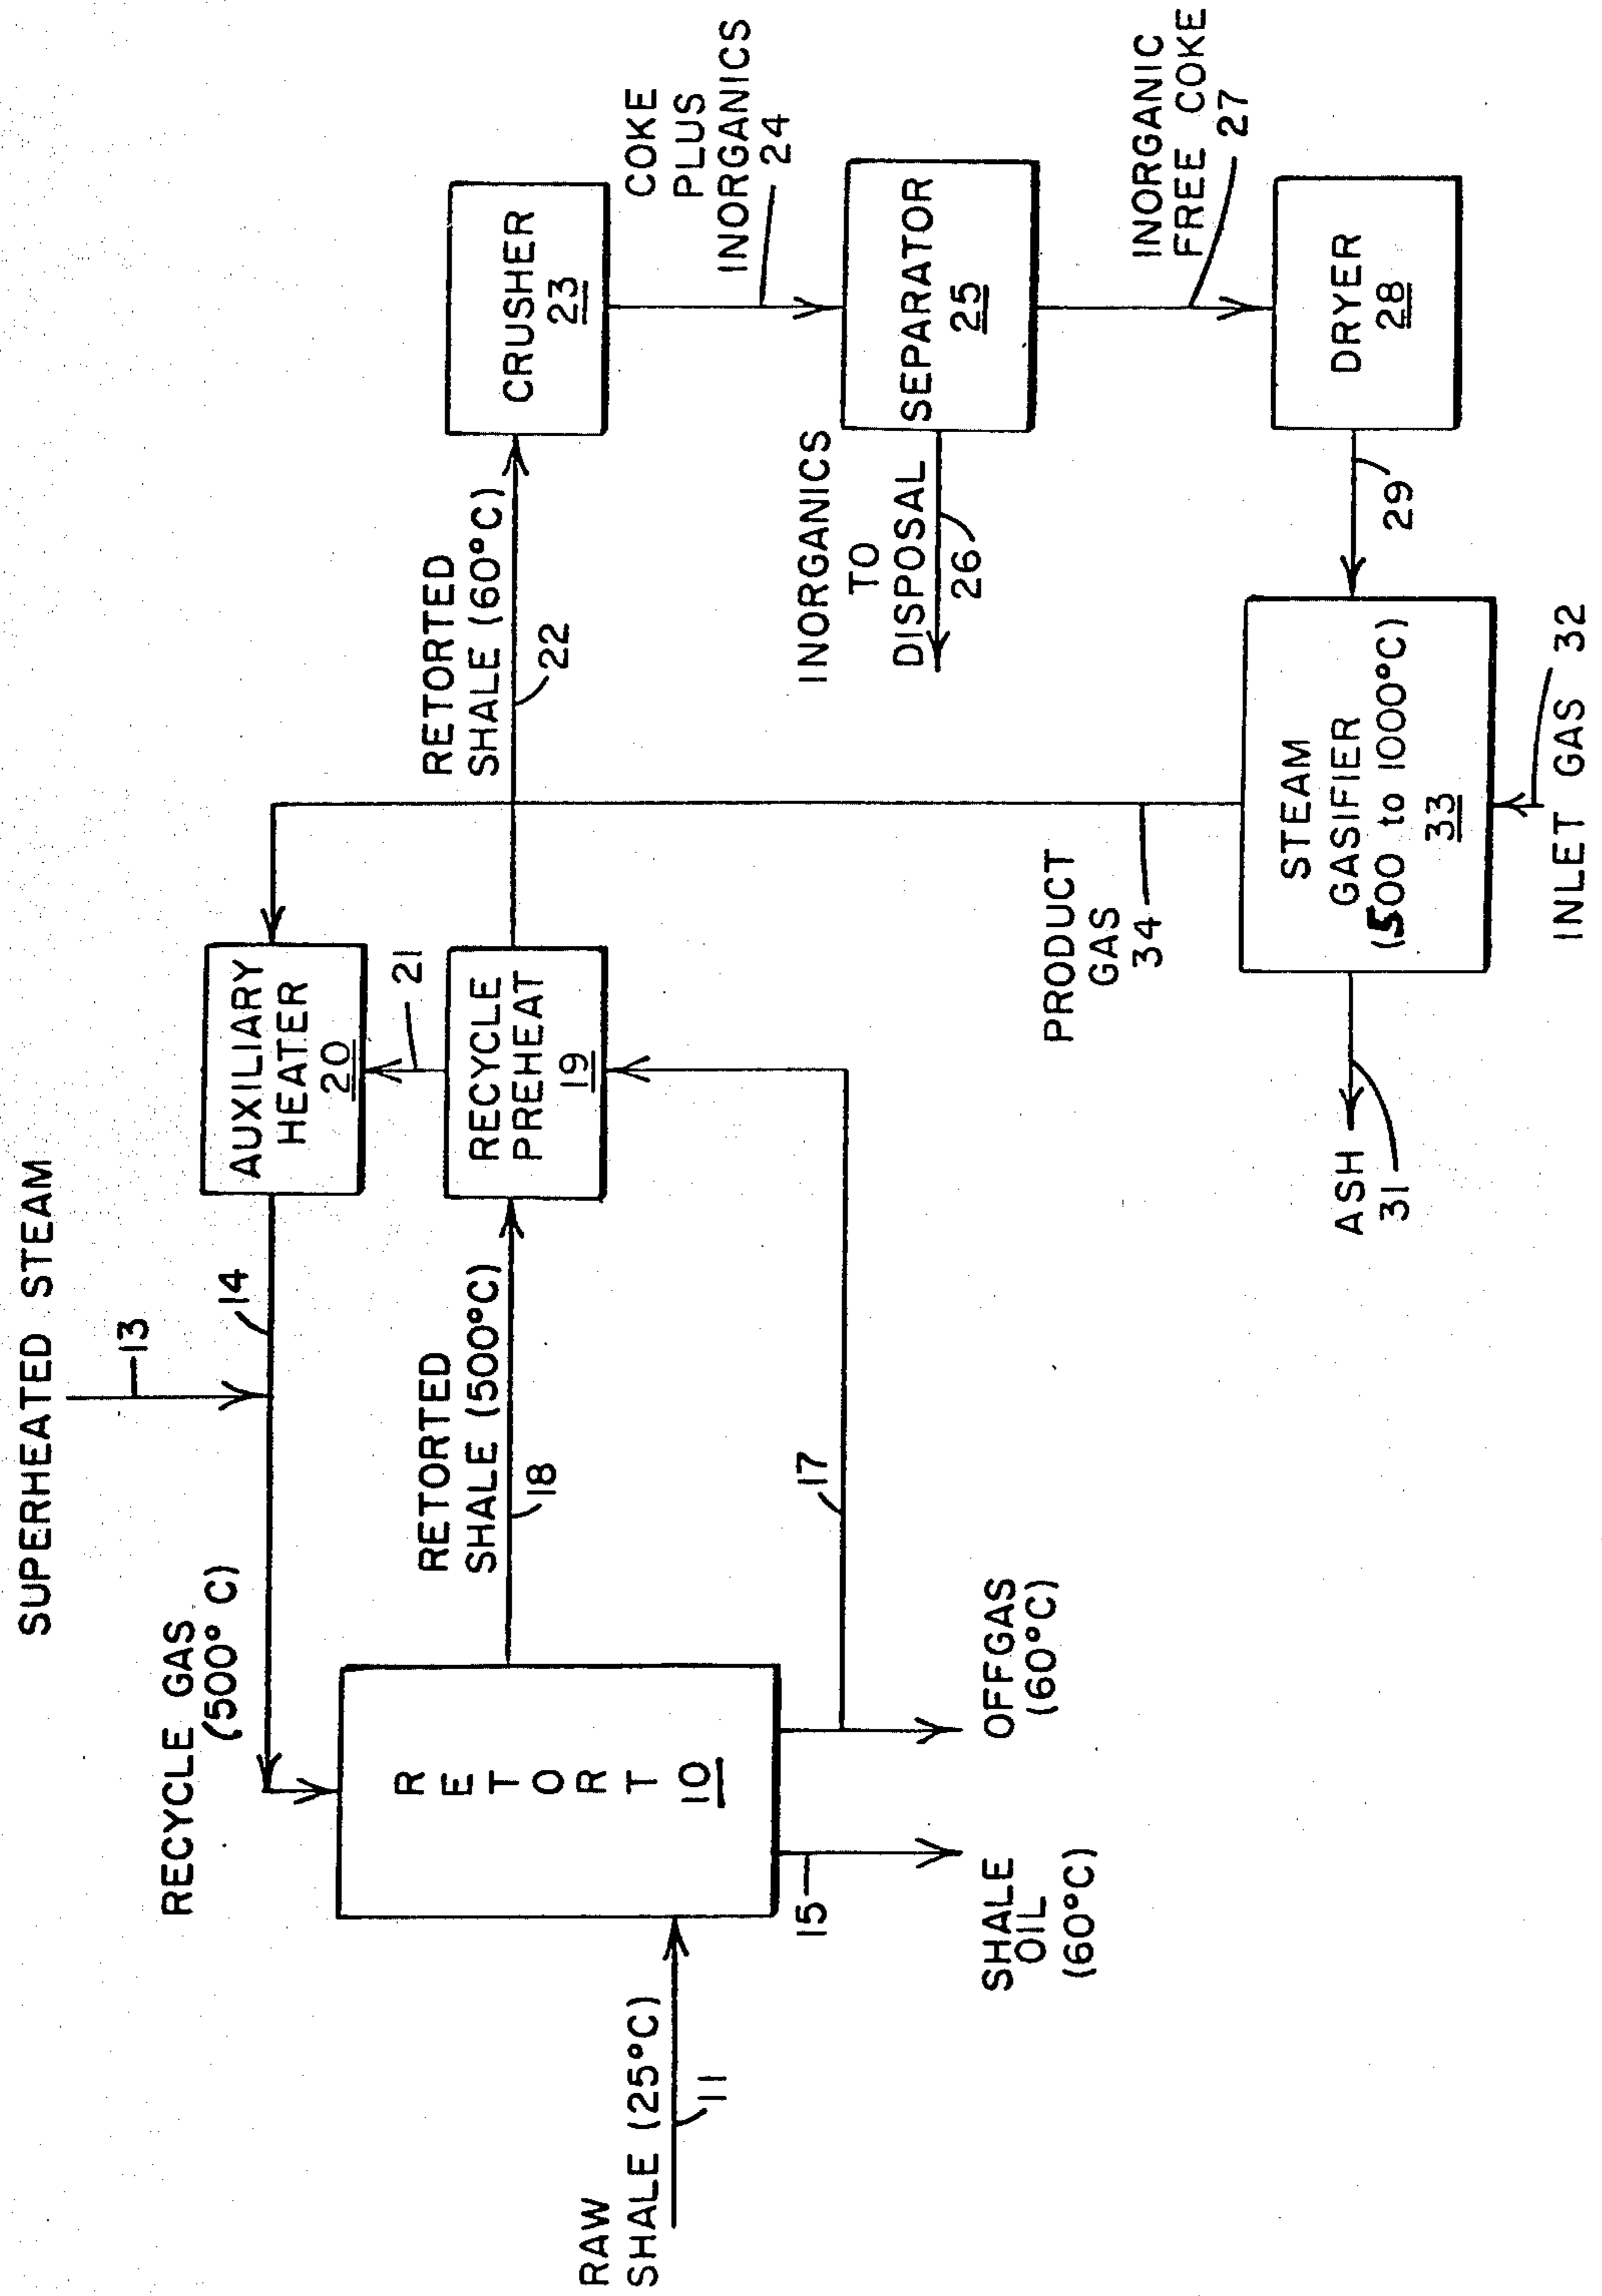 SUPERHEATED STEAM
13
RECYCLE GAS
(500° C)
14
AUXILIARY
HEATER
20
21
RETORTED
SHALE (500°C)
18
RECYCLE
PREHEAT
19
RETORTED
SHALE (60°C)
22
CRUSHER
23
COKE
PLUS
INORGANICS
24
RAW
SHALE (25°C)
11
RETORT
10
17
15
SHALE
OIL
(60°C)
OFFGAS
(60°C)
INORGANICS
TO
DISPOSAL
26
SEPARATOR
25
INORGANIC
FREE COKE
27
PRODUCT
GAS
34
DRYER
28
29
STEAM
GASIFIER
(500 to 1000°C)
33
ASH
31
INLET GAS 32